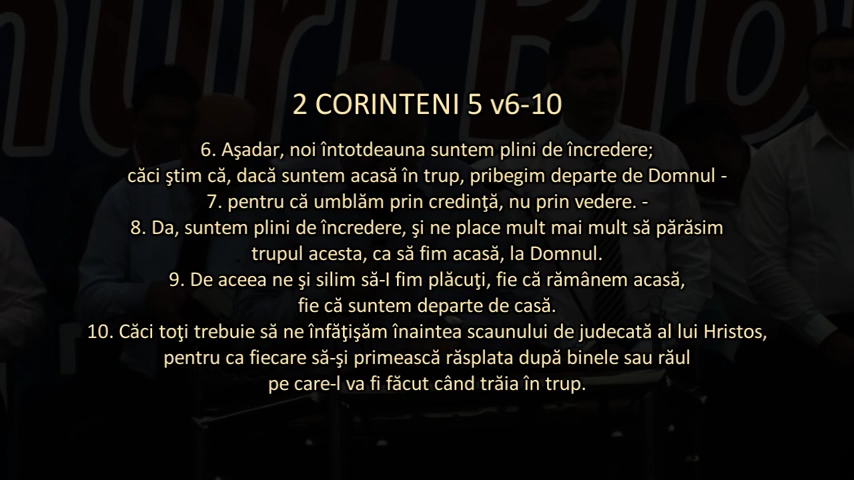 2 CORINTENI 5 v6-10
6. Aşadar, noi întotdeauna suntem plini de încredere;
căci ştim că, dacă suntem acasă în trup, pribegim departe de Domnul -
7. pentru că umblăm prin credinţă, nu prin vedere. -
8. Da, suntem plini de încredere, şi ne place mult mai mult să părăsim
trupul acesta, ca să fim acasă, la Domnul.
9. De aceea ne şi silim să-I fim plăcuţi, fie că rămânem acasă,
fie că suntem departe de casă.
10. Căci toţi trebuie să ne înfăţişăm înaintea scaunului de judecată al lui Hristos,
pentru ca fiecare să-şi primească răsplata după binele sau răul
pe care-l va fi făcut când trăia în trup.